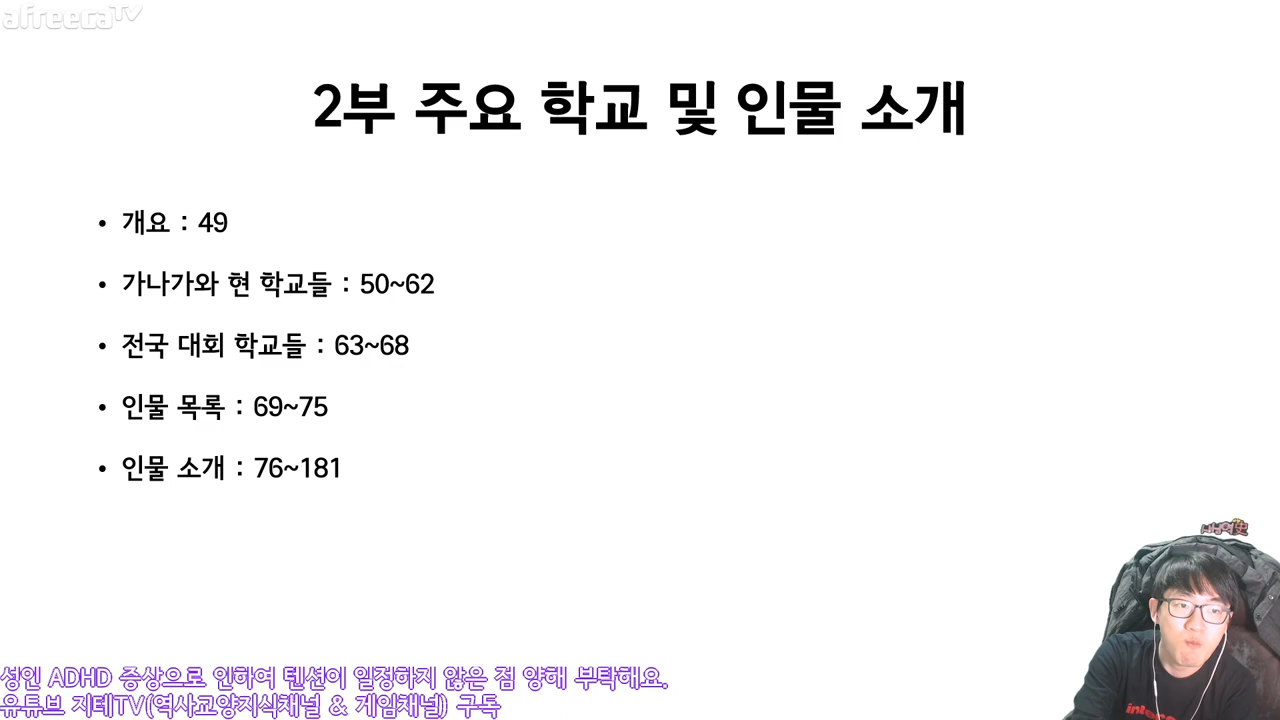 afreecaTV
2부 주요 학교 및 인물 소개
• 개요 : 49
• 가나가와 현 학교들 : 50~62
• 전국 대회 학교들 : 63~68
• 인물 목록 : 69~75
• 인물 소개 : 76~181
성인 ADHD 증상으로 인하여 텐션이 일정하지 않은 점 양해 부탁해요.
유튜브 지테TV(역사교양지식채널 & 게임채널) 구독